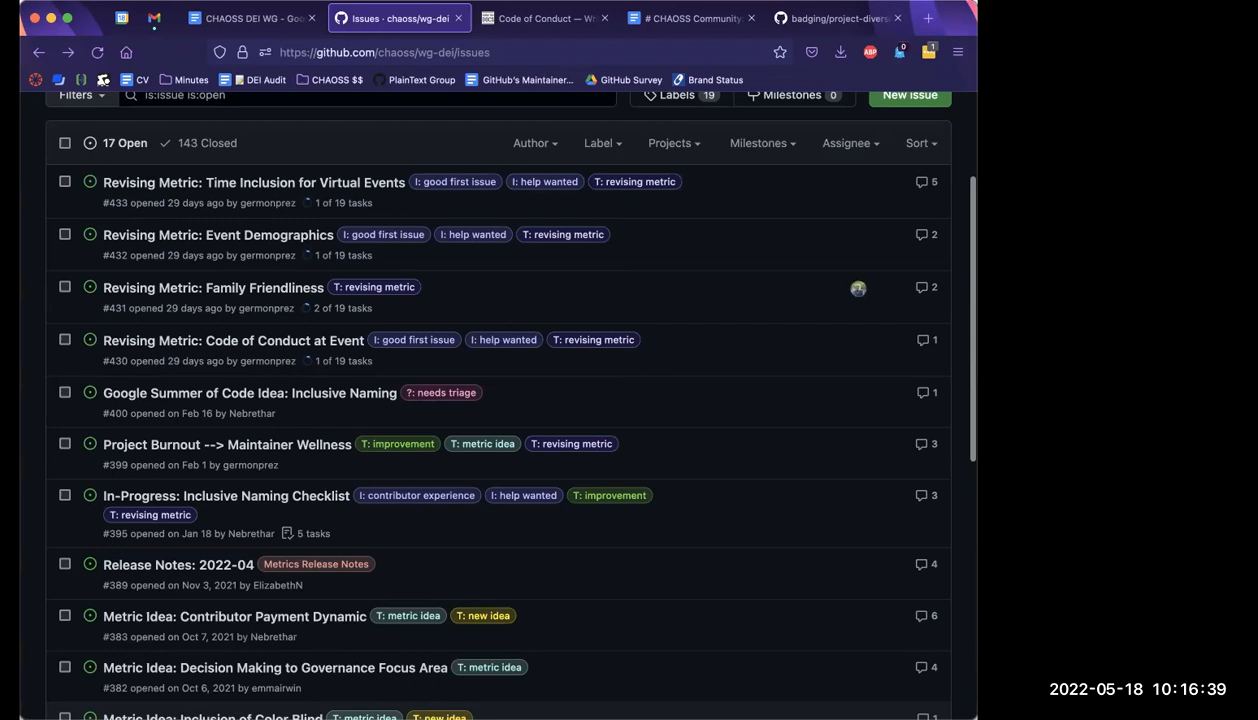 CHAOSS DEI WG - Goo
Issues · chaoss/wg-dei
Code of Conduct — Wr
# CHAOSS Community
badging/project-divers
https://github.com/chaoss/wg-dei/issues
0
1
CV
Minutes
DEI Audit
CHAOSS $$
PlainText Group
GitHub's Maintainer...
GitHub Survey
Brand Status
Filters
is:issue is:open
Labels 19
Milestones 0
New issue
17 Open
143 Closed
Author
Label
Projects
Milestones
Assignee
Sort
Revising Metric: Time Inclusion for Virtual Events I: good first issue I: help wanted T: revising metric 5
#433 opened 29 days ago by germonprez 1 of 19 tasks
Revising Metric: Event Demographics I: good first issue I: help wanted T: revising metric 2
#432 opened 29 days ago by germonprez 1 of 19 tasks
Revising Metric: Family Friendliness T: revising metric 2
#431 opened 29 days ago by germonprez 2 of 19 tasks
Revising Metric: Code of Conduct at Event I: good first issue I: help wanted T: revising metric 1
#430 opened 29 days ago by germonprez 1 of 19 tasks
Google Summer of Code Idea: Inclusive Naming ?: needs triage 1
#400 opened on Feb 16 by Nebrethar
Project Burnout --> Maintainer Wellness T: improvement T: metric idea T: revising metric 3
#399 opened on Feb 1 by germonprez
In-Progress: Inclusive Naming Checklist I: contributor experience I: help wanted T: improvement 3
T: revising metric
#395 opened on Jan 18 by Nebrethar 5 tasks
Release Notes: 2022-04 Metrics Release Notes 4
#389 opened on Nov 3, 2021 by ElizabethN
Metric Idea: Contributor Payment Dynamic T: metric idea T: new idea 6
#383 opened on Oct 7, 2021 by Nebrethar
Metric Idea: Decision Making to Governance Focus Area T: metric idea 4
#382 opened on Oct 6, 2021 by emmairwin
Metric Idea: Inclusion of Color Blind T: metric idea T: new idea 1
2022-05-18 10:16:39